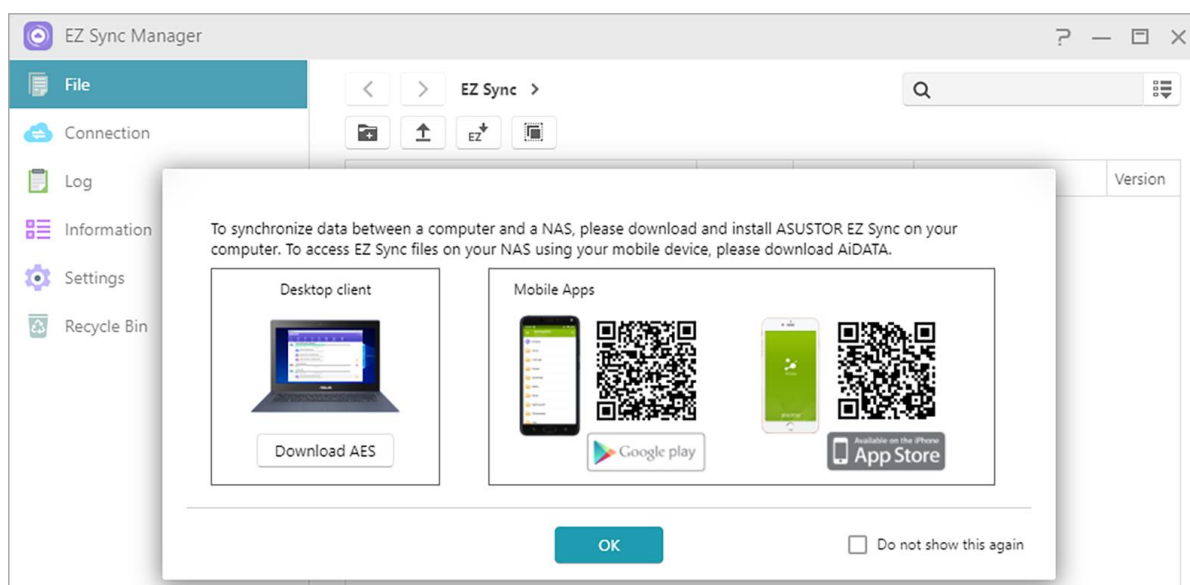 EZ Sync Manager
File
Connection
Log
Information
Settings
Recycle Bin
EZ Sync >
EZ
Version
To synchronize data between a computer and a NAS, please download and install ASUSTOR EZ Sync on your
computer. To access EZ Sync files on your NAS using your mobile device, please download AiDATA.
Desktop client
Download AES
Mobile Apps
Google play
Available on the iPhone
App Store
OK
Do not show this again